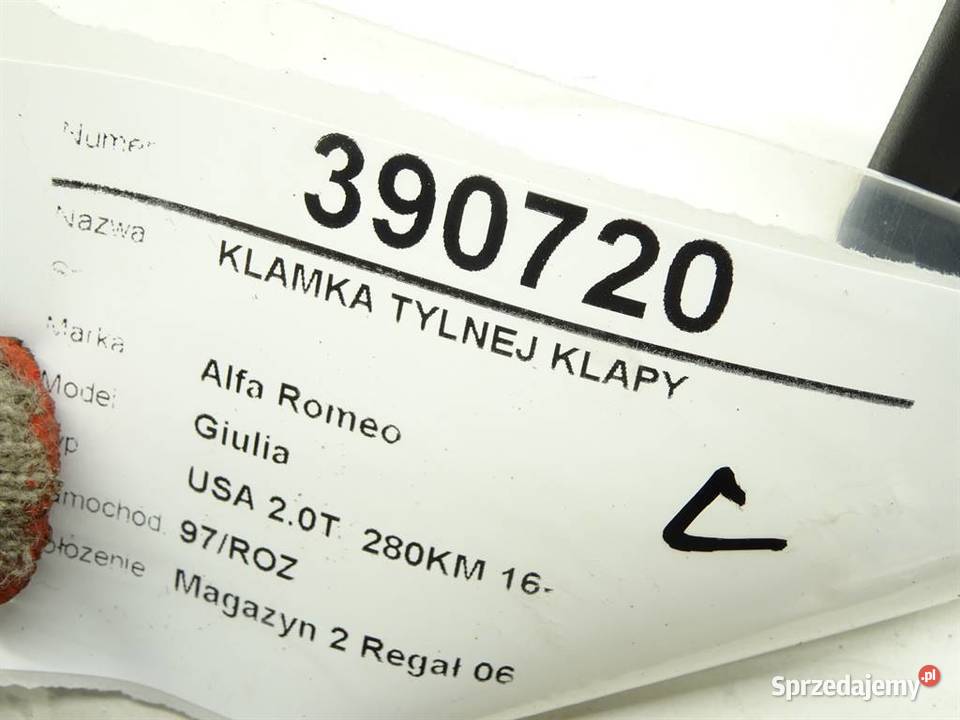 Numer 390720
Nazwa KLAMKA TYLNEJ KLAPY
Marka Alfa Romeo
Model Giulia
USA 2.0T 280KM 16-
97/ROZ
Magazyn 2 Regał 06
Sprzedajemy.pl